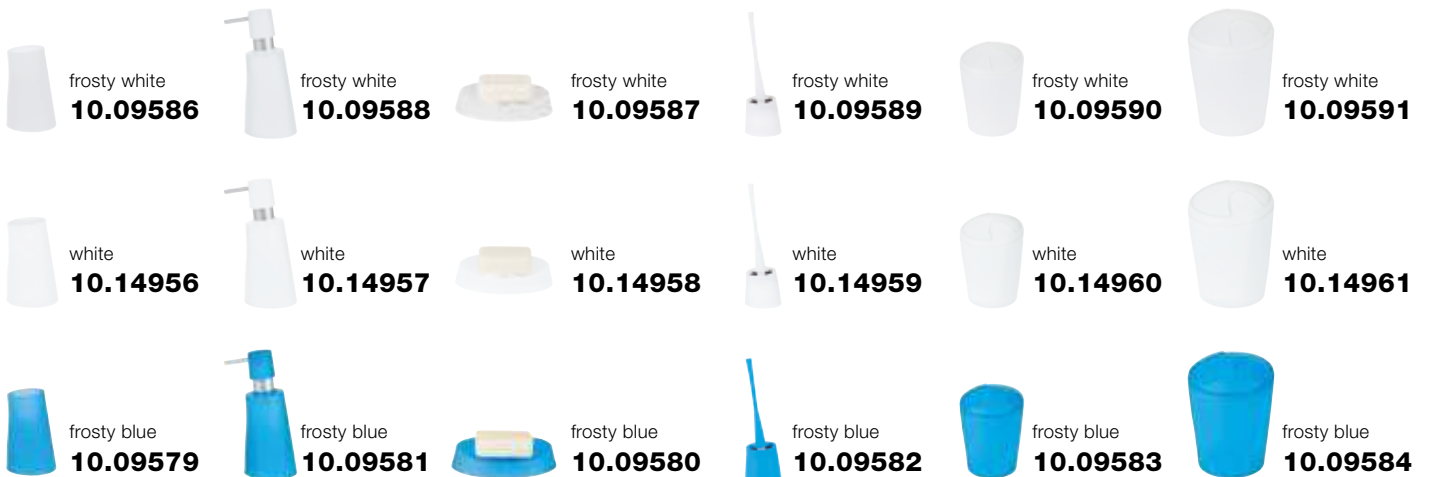 frosty white
10.09586
frosty white
10.09588
frosty white
10.09587
frosty white
10.09589
frosty white
10.09590
frosty white
10.09591
white
10.14956
white
10.14957
white
10.14958
white
10.14959
white
10.14960
white
10.14961
frosty blue
10.09579
frosty blue
10.09581
frosty blue
10.09580
frosty blue
10.09582
frosty blue
10.09583
frosty blue
10.09584